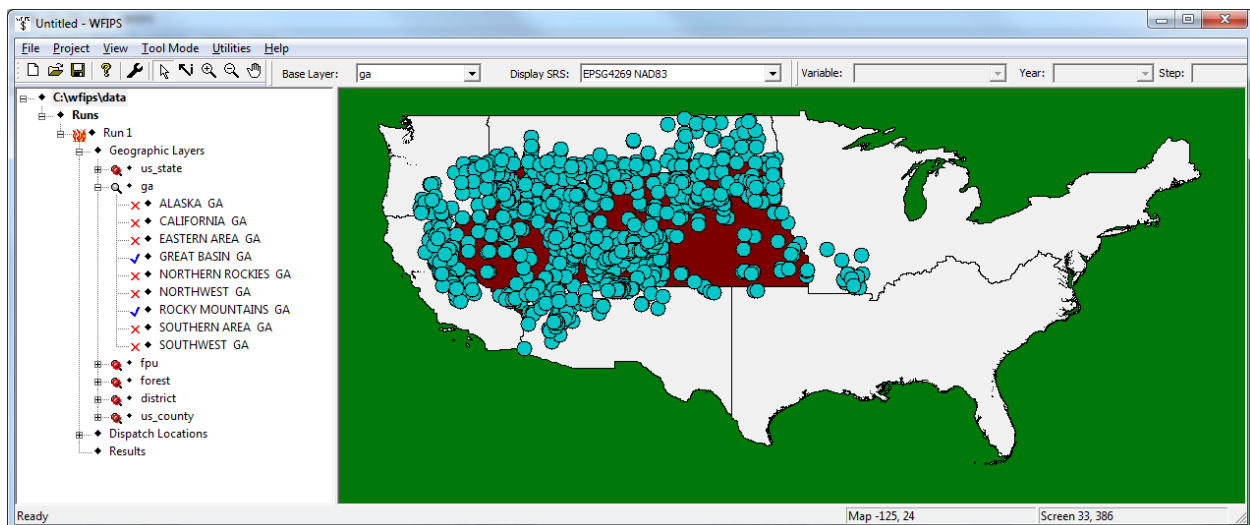 Untitled - WFIPS
File Project View Tool Mode Utilities Help
Base Layer: ga Display SRS: EPSG4269 NAD83 Variable: Year: Step:
C:\wfips\data
Runs
Run 1
Geographic Layers
us_state
ga
ALASKA GA
CALIFORNIA GA
EASTERN AREA GA
GREAT BASIN GA
NORTHERN ROCKIES GA
NORTHWEST GA
ROCKY MOUNTAINS GA
SOUTHERN AREA GA
SOUTHWEST GA
fpu
forest
district
us_county
Dispatch Locations
Results
Ready Map -125, 24 Screen 33, 386